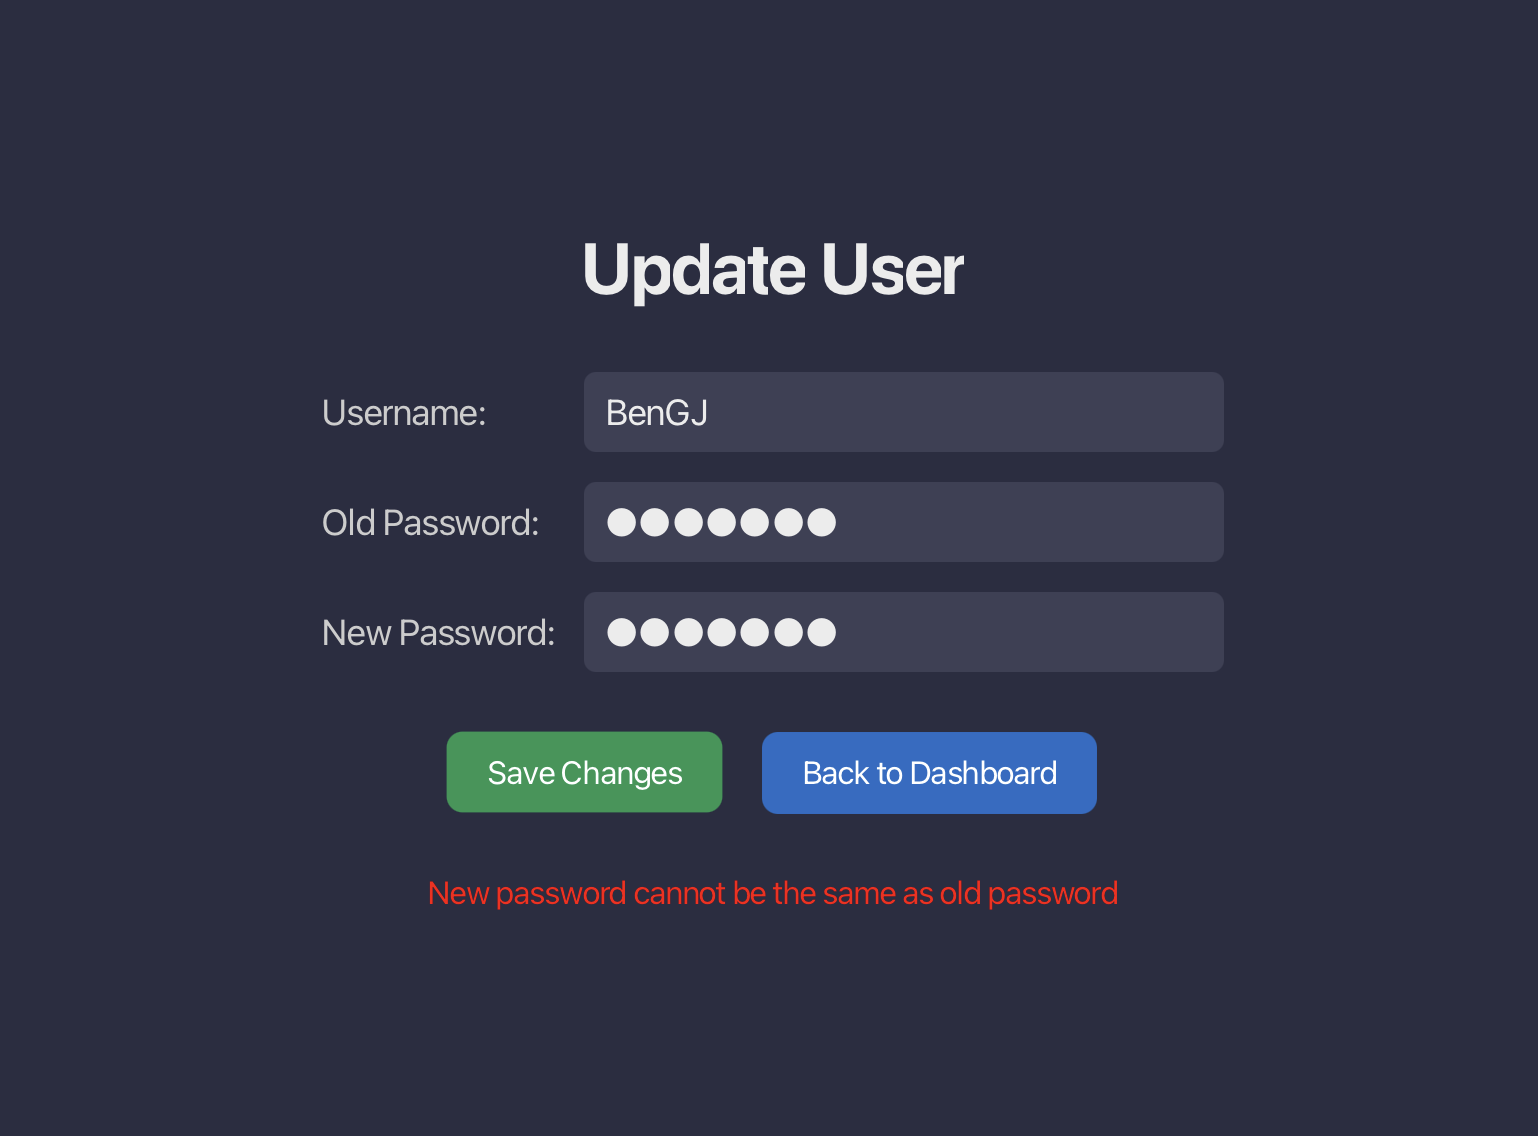 Update User
Username: BenGJ
Old Password: ●●●●●●●
New Password: ●●●●●●●
Save Changes Back to Dashboard
New password cannot be the same as old password